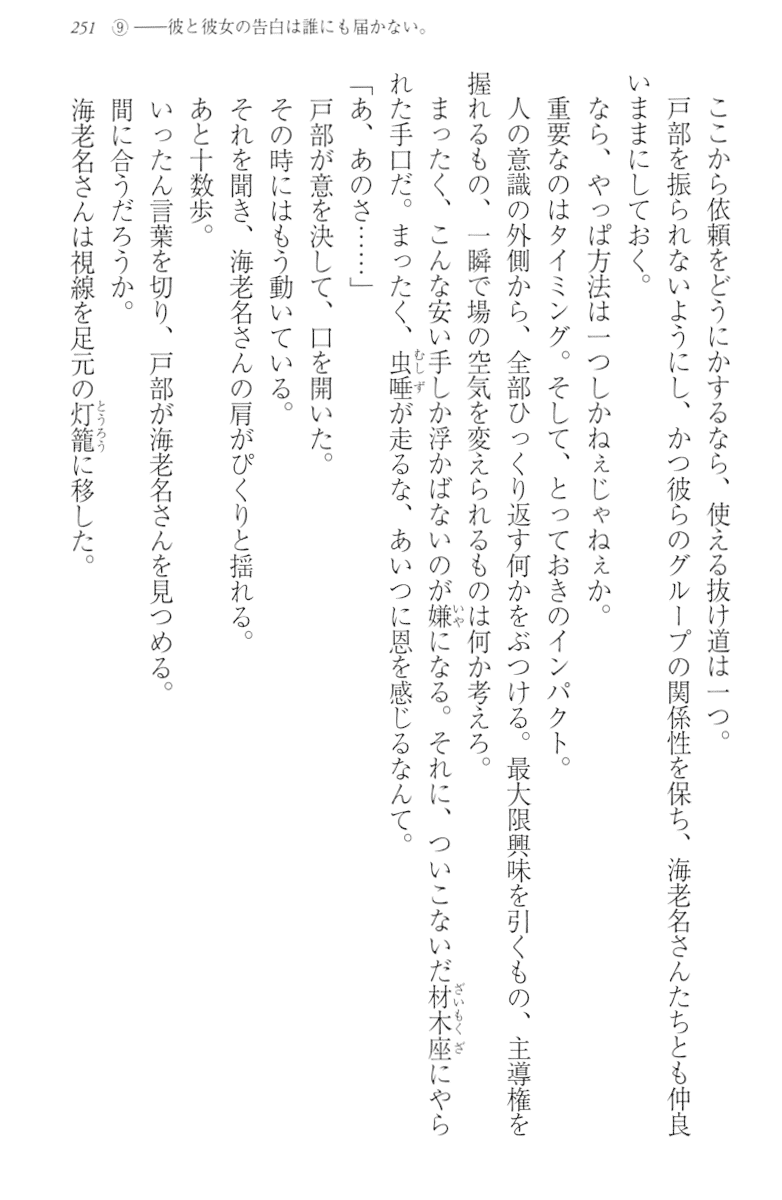 251 ⑨ ──彼と彼女の告白は誰にも届かない。
ここから依頼をどうにかするなら、使える抜け道は一つ。
戸部を振られないようにし、かつ彼らのグループの関係性を保ち、海老名さんたちとも仲良
いままにしておく。
なら、やっぱ方法は一つしかねぇじゃねぇか。
重要なのはタイミング。そして、とっておきのインパクト。
人の意識の外側から、全部ひっくり返す何かをぶつける。最大限興味を引くもの、主導権を
握れるもの、一瞬で場の空気を変えられるものは何か考えろ。
まったく、こんな安い手しか浮かばないのが嫌いやになる。それに、ついこないだ材木座ざいもくざにやら
れた手口だ。まったく、虫唾むしずが走るな、あいつに恩を感じるなんて。
「あ、あのさ……」
戸部が意を決して、口を開いた。
その時にはもう動いている。
それを聞き、海老名さんの肩がぴくりと揺れる。
あと十数歩。
いったん言葉を切り、戸部が海老名さんを見つめる。
間に合うだろうか。
海老名さんは視線を足元の灯籠とうろうに移した。